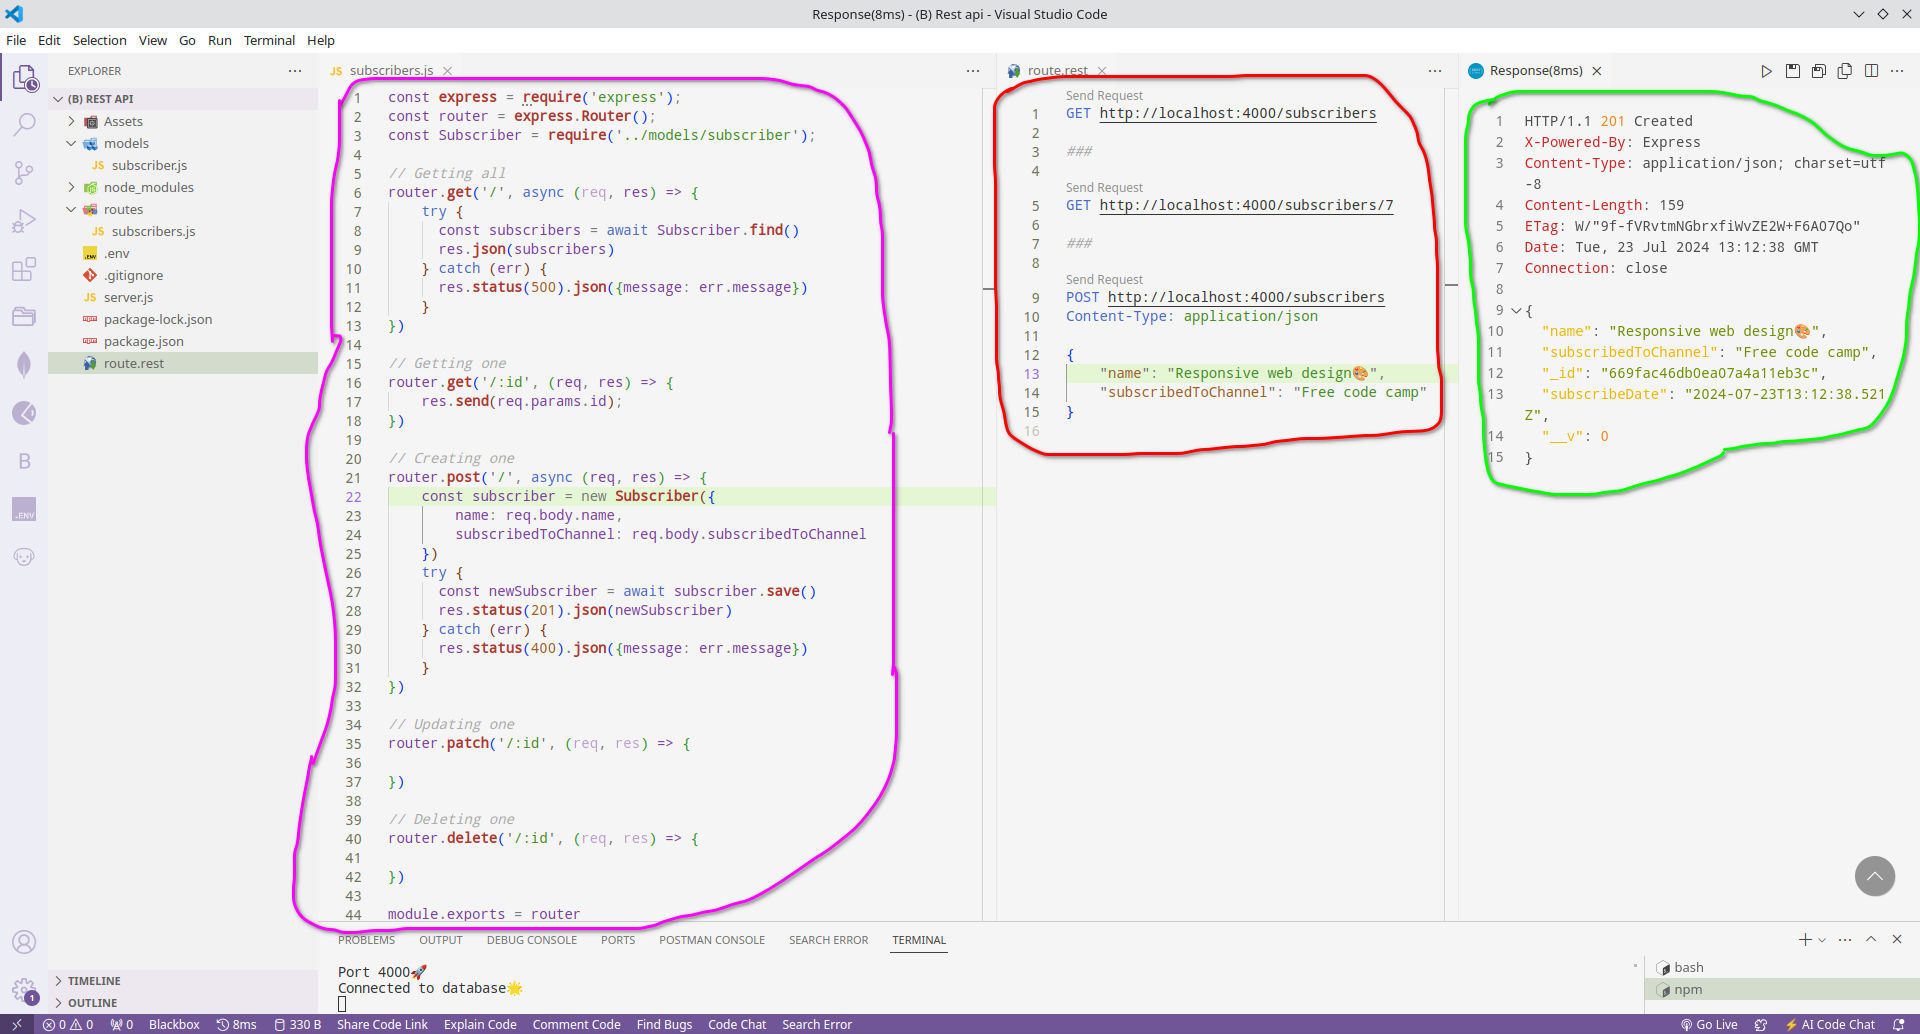 Response(8ms) - (B) Rest api - Visual Studio Code
File Edit Selection View Go Run Terminal Help
EXPLORER
(B) REST API
Assets
models
JS subscriber.js
node_modules
routes
JS subscribers.js
.env
.gitignore
JS server.js
package-lock.json
package.json
route.rest
TIMELINE
OUTLINE
JS subscribers.js
1 const express = require('express');
2 const router = express.Router();
3 const Subscriber = require('../models/subscriber');
4
5 // Getting all
6 router.get('/', async (req, res) => {
7 try {
8 const subscribers = await Subscriber.find()
9 res.json(subscribers)
10 } catch (err) {
11 res.status(500).json({message: err.message})
12 }
13 })
14
15 // Getting one
16 router.get('/:id', (req, res) => {
17 res.send(req.params.id);
18 })
19
20 // Creating one
21 router.post('/', async (req, res) => {
22 const subscriber = new Subscriber({
23 name: req.body.name,
24 subscribedToChannel: req.body.subscribedToChannel
25 })
26 try {
27 const newSubscriber = await subscriber.save()
28 res.status(201).json(newSubscriber)
29 } catch (err) {
30 res.status(400).json({message: err.message})
31 }
32 })
33
34 // Updating one
35 router.patch('/:id', (req, res) => {
36
37 })
38
39 // Deleting one
40 router.delete('/:id', (req, res) => {
41
42 })
43
44 module.exports = router
route.rest
Send Request
1 GET http://localhost:4000/subscribers
2
3 ###
4
Send Request
5 GET http://localhost:4000/subscribers/7
6
7 ###
8
Send Request
9 POST http://localhost:4000/subscribers
10 Content-Type: application/json
11
12 {
13 "name": "Responsive web design🎨",
14 "subscribedToChannel": "Free code camp"
15 }
16
Response(8ms)
1 HTTP/1.1 201 Created
2 X-Powered-By: Express
3 Content-Type: application/json; charset=utf
-8
4 Content-Length: 159
5 ETag: W/"9f-fVRvtmNGbrxfiWvZE2W+F6A07Qo"
6 Date: Tue, 23 Jul 2024 13:12:38 GMT
7 Connection: close
8
9 {
10 "name": "Responsive web design🎨",
11 "subscribedToChannel": "Free code camp",
12 "_id": "669fac46db0ea07a4a11eb3c",
13 "subscribeDate": "2024-07-23T13:12:38.521
Z",
14 "__v": 0
15 }
PROBLEMS OUTPUT DEBUG CONSOLE PORTS POSTMAN CONSOLE SEARCH ERROR TERMINAL
Port 4000🚀
Connected to database🌟
bash
npm
B
.ENV
1
0 0 0 Blackbox 8ms 330 B Share Code Link Explain Code Comment Code Find Bugs Code Chat Search Error Go Live AI Code Chat